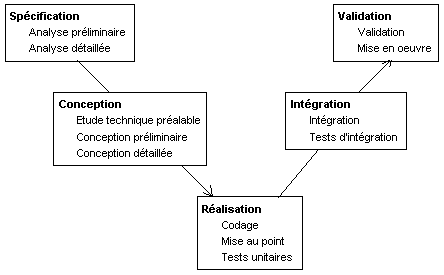 Spécification
Analyse préliminaire
Analyse détaillée
Validation
Validation
Mise en oeuvre
Conception
Etude technique préalable
Conception préliminaire
Conception détaillée
Intégration
Intégration
Tests d'intégration
Réalisation
Codage
Mise au point
Tests unitaires